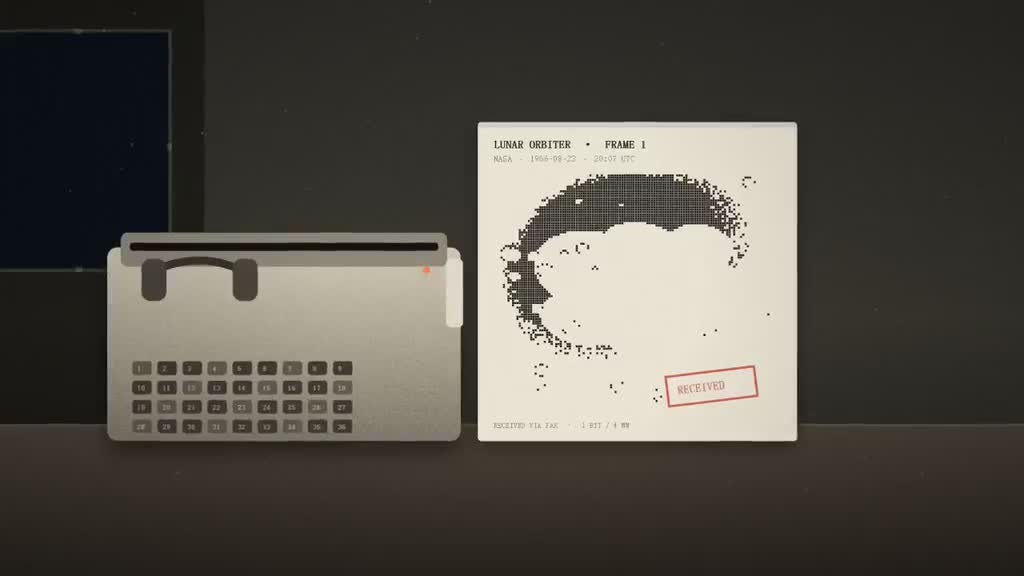 LUNAR ORBITER • FRAME 1
NASA · 1966-08-23 · 20:07 UTC
RECEIVED
RECEIVED VIA FAX · 1 BIT / 4 MM
1 2 3 4 5 6 7 8 9
10 11 12 13 14 15 16 17 18
19 20 21 22 23 24 25 26 27
28 29 30 31 32 33 34 35 36